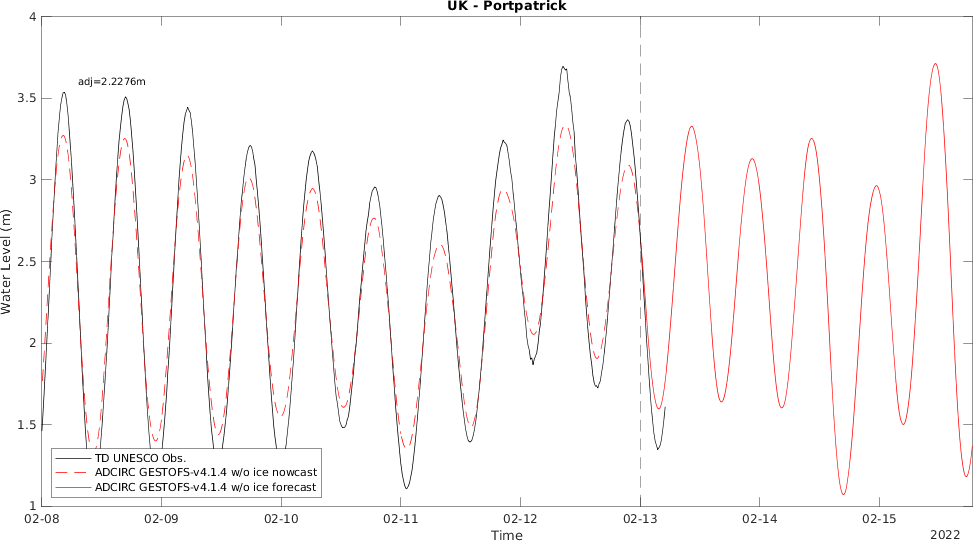 UK - Portpatrick
4
3.5
3
2.5
2
1.5
1
Water Level (m)
adj=2.2276m
TD UNESCO Obs.
ADCIRC GESTOFS-v4.1.4 w/o ice nowcast
ADCIRC GESTOFS-v4.1.4 w/o ice forecast
02-08 02-09 02-10 02-11 02-12 02-13 02-14 02-15
Time
2022